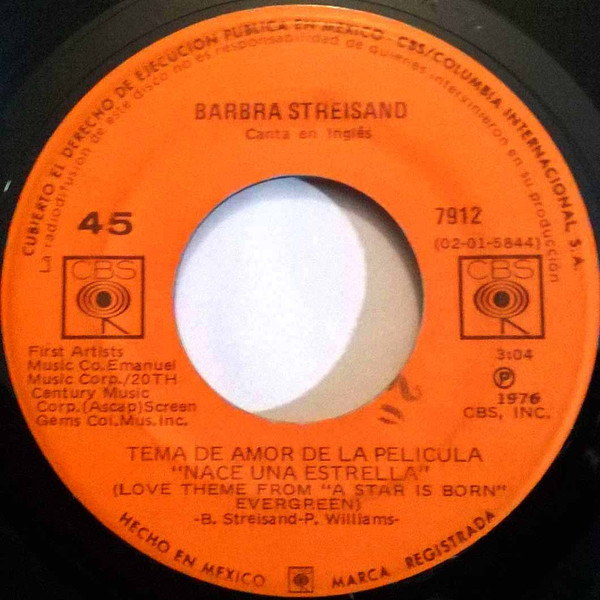 CUBIERTO EL DERECHO DE EJECUCION PUBLICA EN MEXICO CBS/COLUMBIA INTERNACIONAL, S.A.
La radiodifusion de este disco no es responsabilidad de quienes intervinieron en su producción
BARBRA STREISAND
Canta en Inglés
45
7912
(02-01-5844)
CBS
CBS
First Artists
Music Co. Emanuel
Music Corp./20TH
Century Music
Corp.(Ascap)Screen
Gems Col.Mus.Inc.
3:04
℗
1976
CBS, INC.
26
TEMA DE AMOR DE LA PELICULA
"NACE UNA ESTRELLA"
(LOVE THEME FROM "A STAR IS BORN"
EVERGREEN)
-B. Streisand-P. Williams-
HECHO EN MEXICO MARCA REGISTRADA